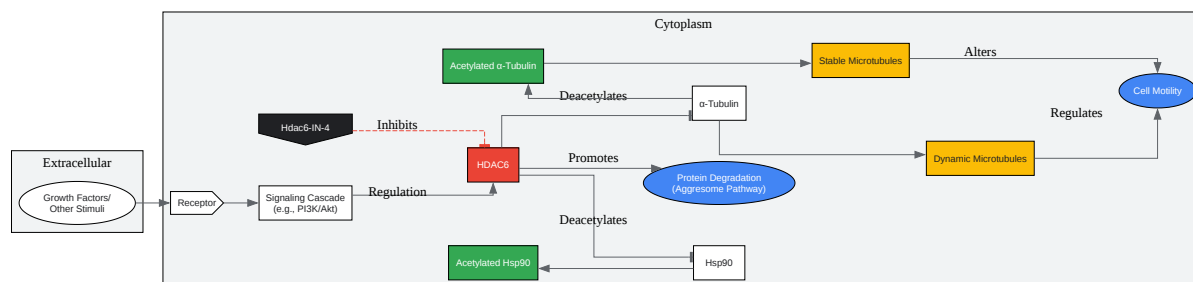 Cytoplasm
Acetylated α-Tubulin
Stable Microtubules
Alters
Cell Motility
Deacetylates
α-Tubulin
Hdac6-IN-4
Inhibits
Regulates
Extracellular
HDAC6
Promotes
Dynamic Microtubules
Growth Factors/
Other Stimuli
Receptor
Signaling Cascade
(e.g., PI3K/Akt)
Regulation
Protein Degradation
(Aggresome Pathway)
Deacetylates
Acetylated Hsp90
Hsp90